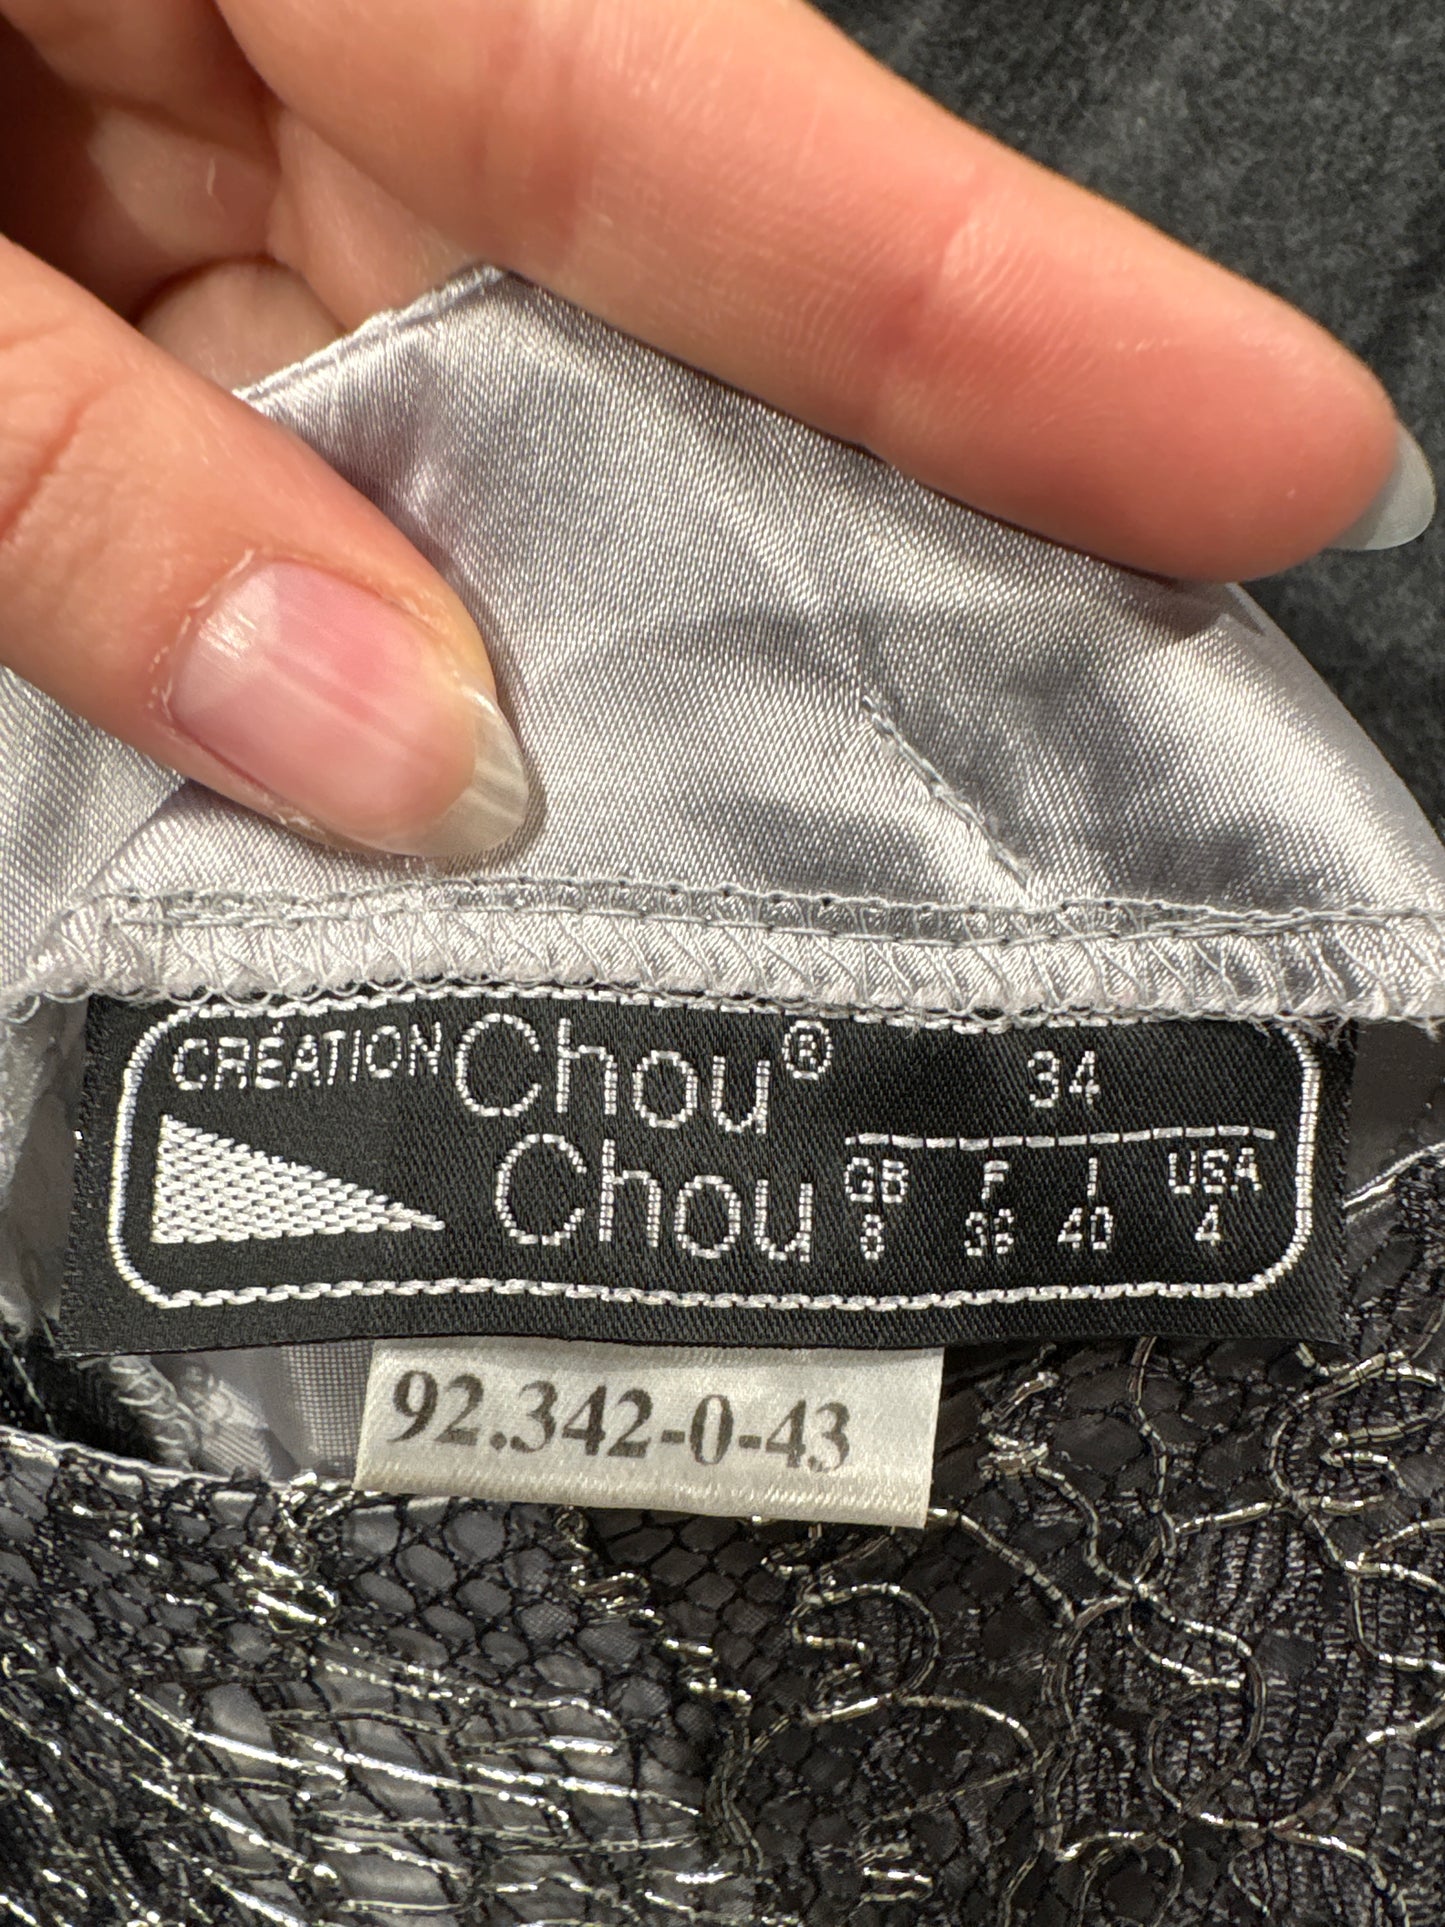 CRÉATION Chou®
Chou
34
GB F I USA
8 36 40 4
92.342-0-43